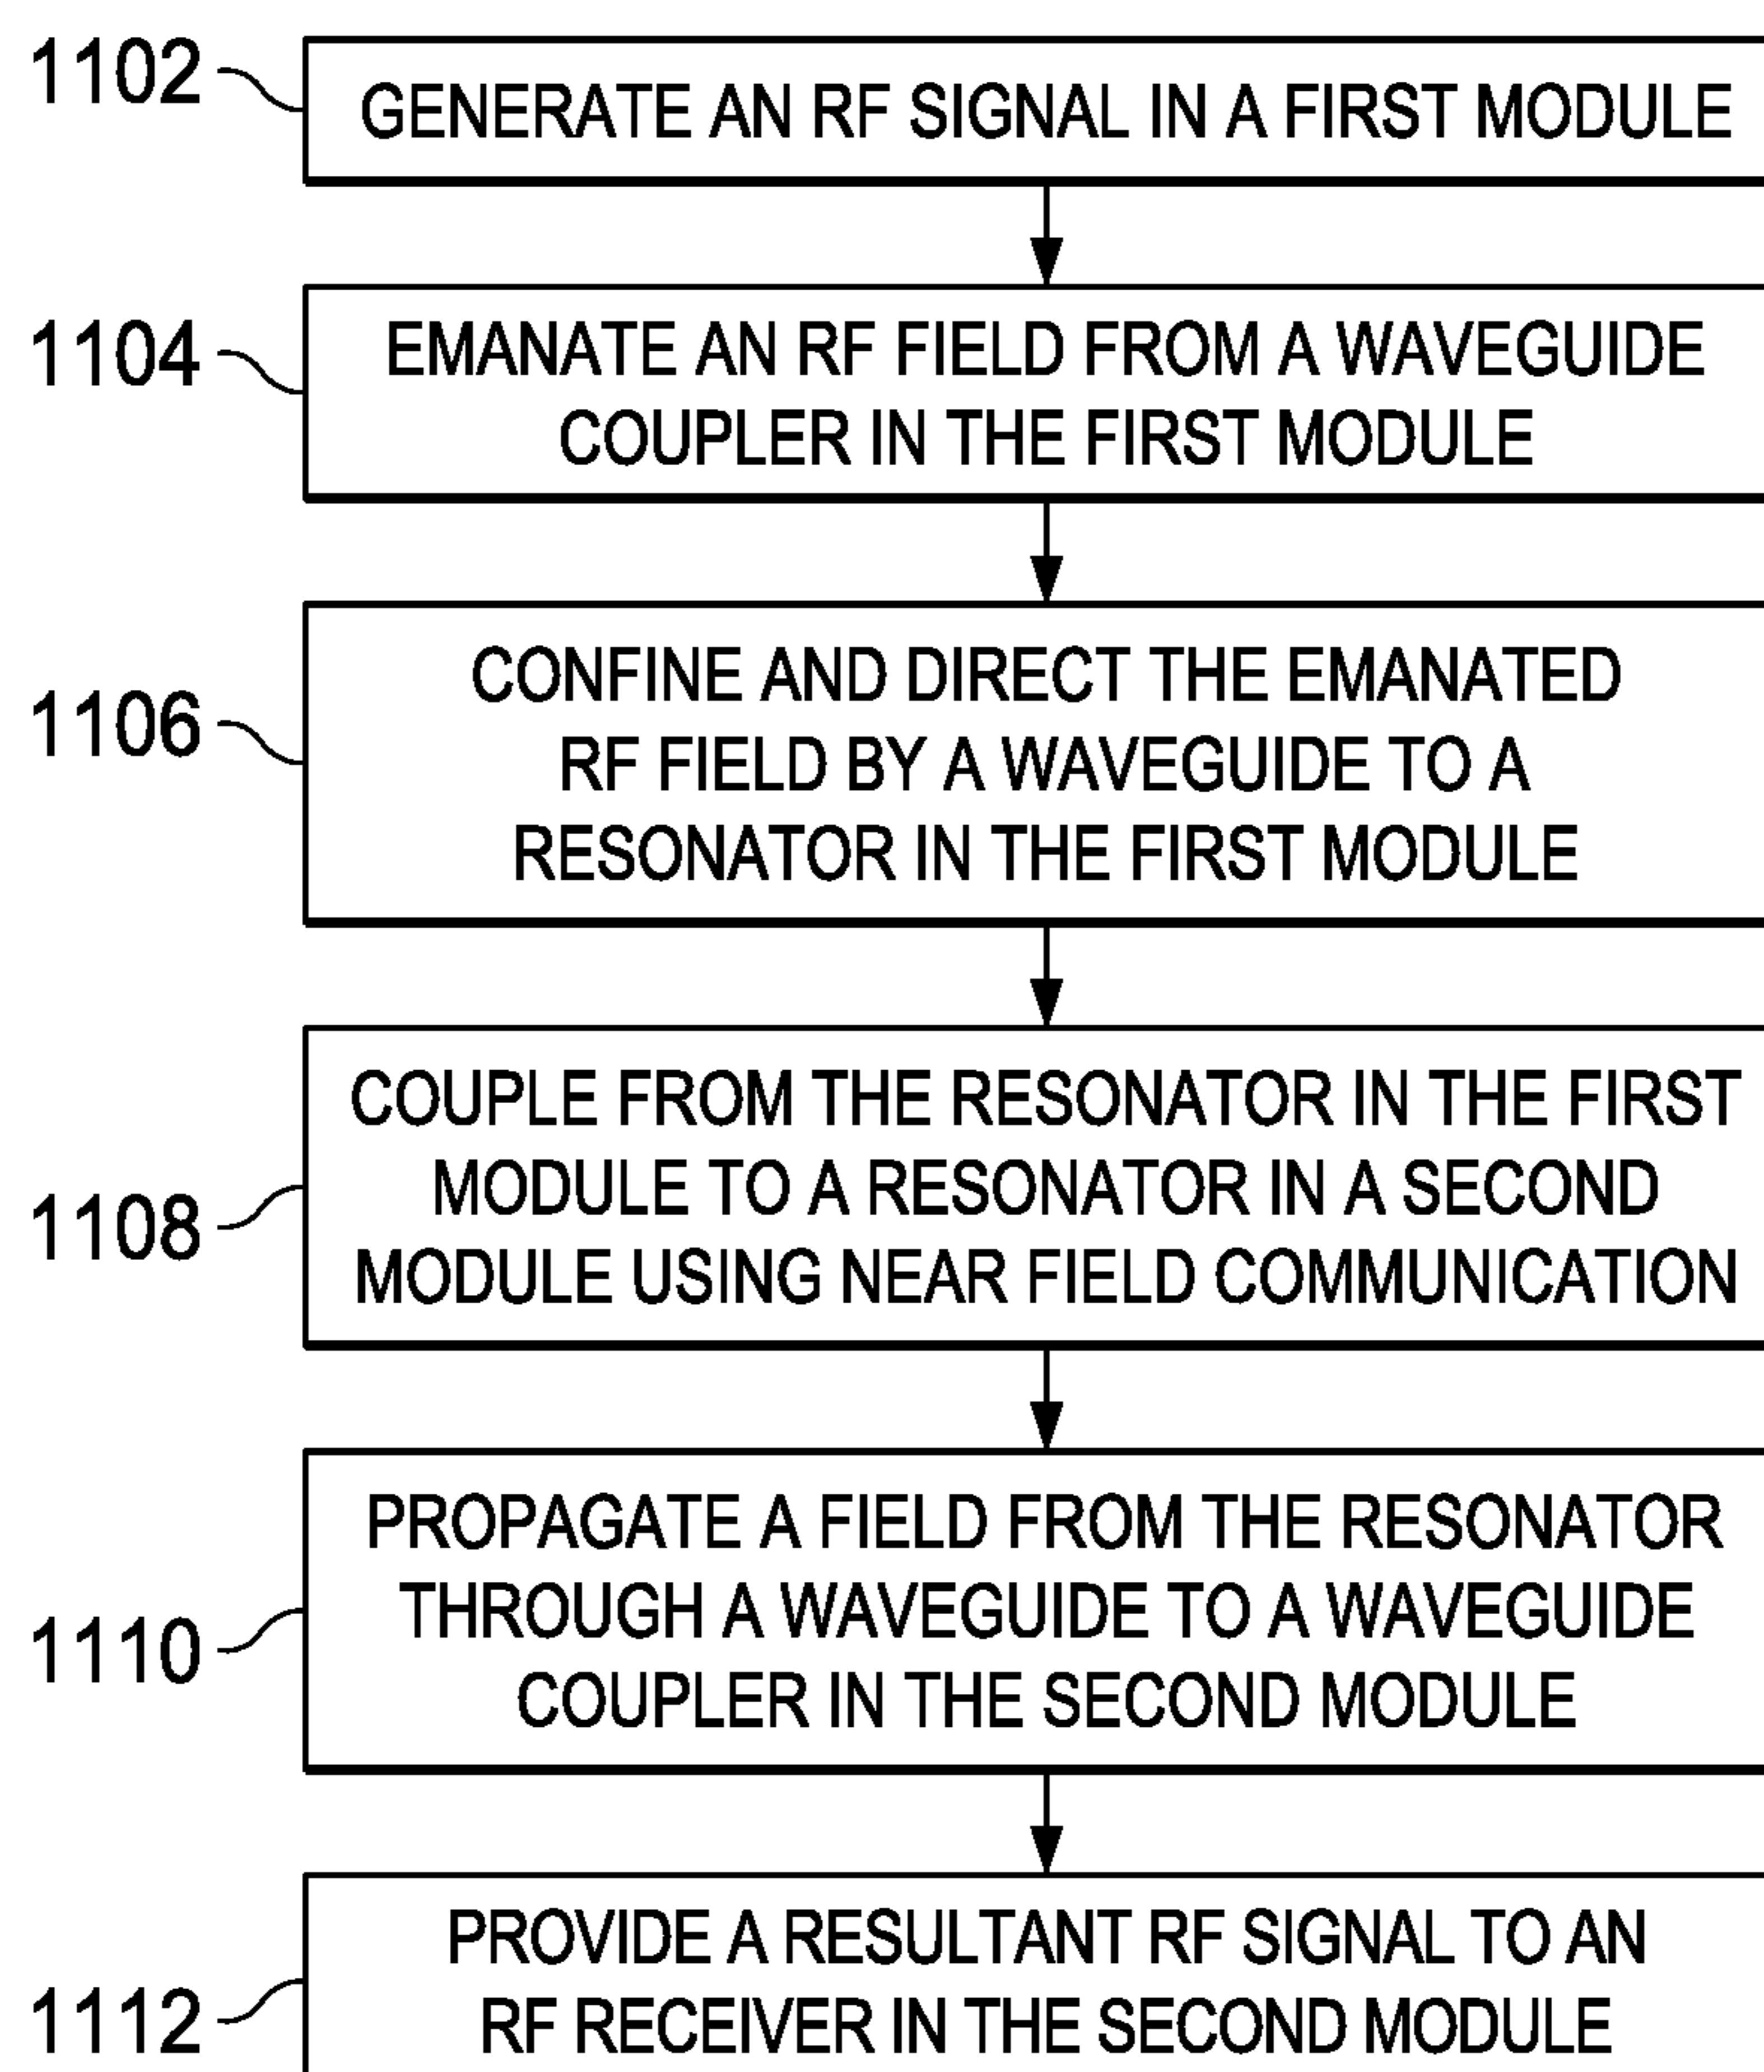 1102
GENERATE AN RF SIGNAL IN A FIRST MODULE
1104
EMANATE AN RF FIELD FROM A WAVEGUIDE
COUPLER IN THE FIRST MODULE
1106
CONFINE AND DIRECT THE EMANATED
RF FIELD BY A WAVEGUIDE TO A
RESONATOR IN THE FIRST MODULE
1108
COUPLE FROM THE RESONATOR IN THE FIRST
MODULE TO A RESONATOR IN A SECOND
MODULE USING NEAR FIELD COMMUNICATION
1110
PROPAGATE A FIELD FROM THE RESONATOR
THROUGH A WAVEGUIDE TO A WAVEGUIDE
COUPLER IN THE SECOND MODULE
1112
PROVIDE A RESULTANT RF SIGNAL TO AN
RF RECEIVER IN THE SECOND MODULE